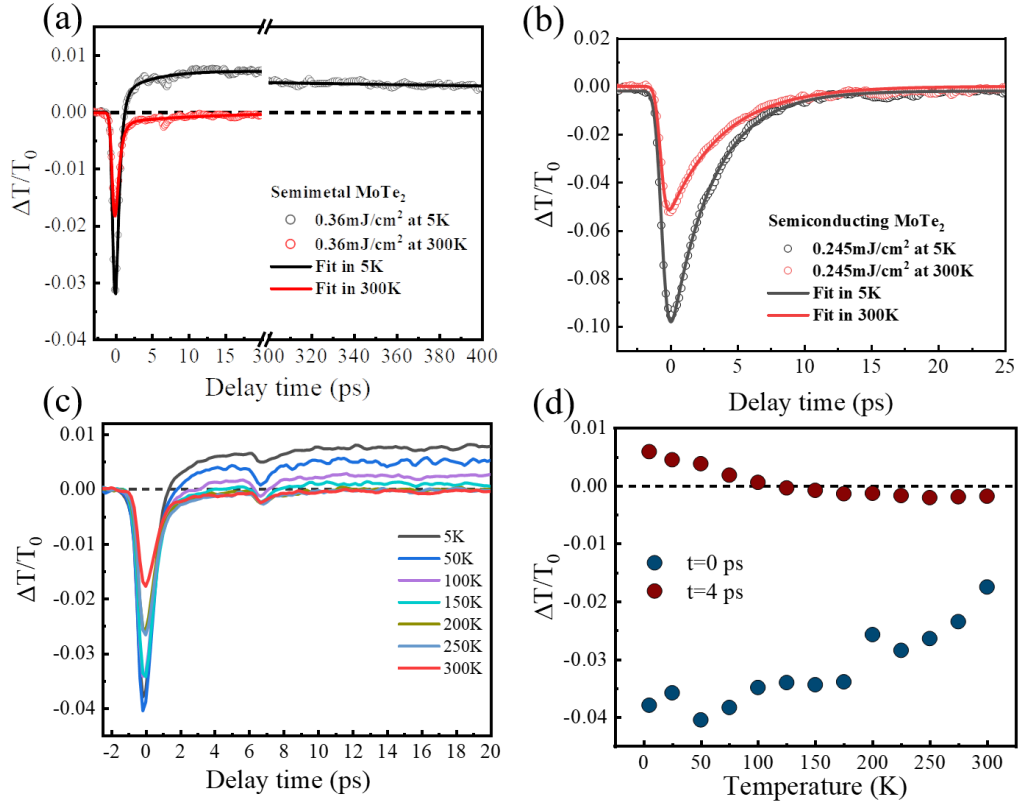 (a)
0.01
0.00
-0.01
-0.02
-0.03
-0.04
ΔT/T0
Semimetal MoTe2
0.36mJ/cm2 at 5K
0.36mJ/cm2 at 300K
Fit in 5K
Fit in 300K
0 5 10 15 300 320 340 360 380 400
Delay time (ps)
(b)
0.02
0.00
-0.02
-0.04
-0.06
-0.08
-0.10
ΔT/T0
Semiconducting MoTe2
0.245mJ/cm2 at 5K
0.245mJ/cm2 at 300K
Fit in 5K
Fit in 300K
0 5 10 15 20 25
Delay time (ps)
(c)
0.01
0.00
-0.01
-0.02
-0.03
-0.04
ΔT/T0
5K
50K
100K
150K
200K
250K
300K
-2 0 2 4 6 8 10 12 14 16 18 20
Delay time (ps)
(d)
0.01
0.00
-0.01
-0.02
-0.03
-0.04
ΔT/T0
t=0 ps
t=4 ps
0 50 100 150 200 250 300
Temperature (K)